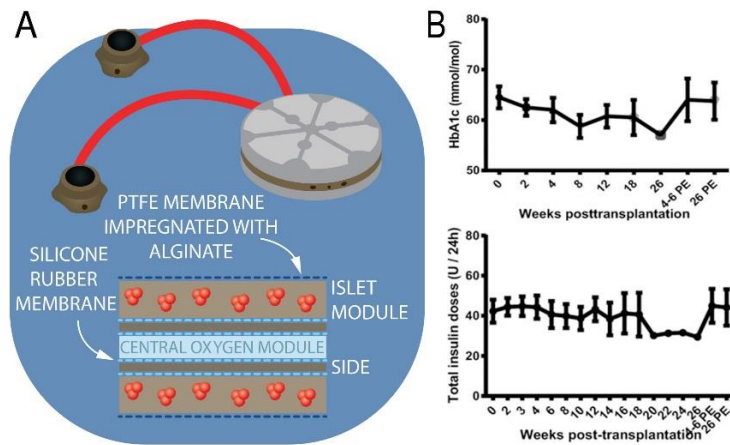 A
PTFE MEMBRANE
IMPREGNATED WITH
ALGINATE
SILICONE
RUBBER
MEMBRANE
ISLET
MODULE
CENTRAL OXYGEN MODULE
SIDE
B
HbA1c (mmol/mol)
80
70
60
50
0 2 4 8 12 18 26 4-6 PE 26 PE
Weeks posttransplantation
Total insulin doses (U / 24h)
80
60
40
20
0
0 2 3 4 6 8 10 12 14 16 18 20 22 24 26 4-6 PE 26 PE
Weeks post-transplantation